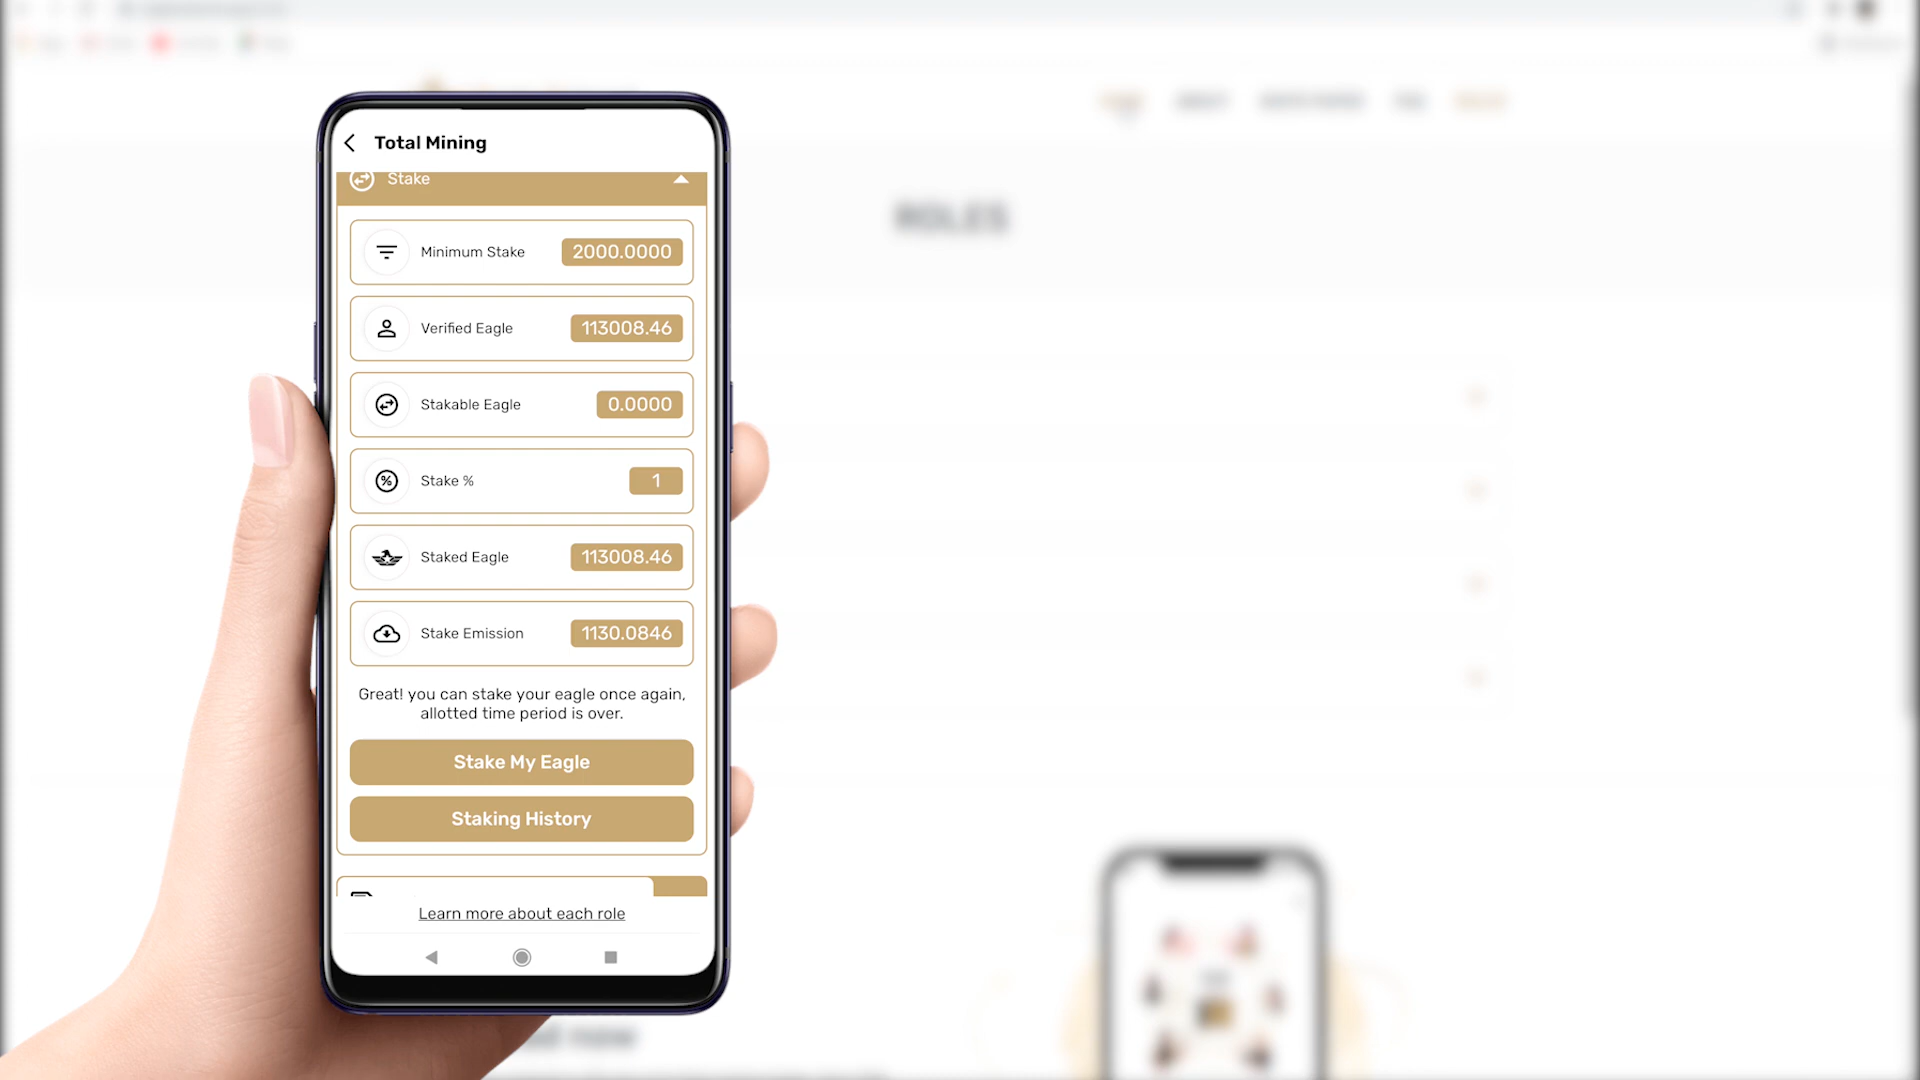 Total Mining
Stake
Minimum Stake 2000.0000
Verified Eagle 113008.46
Stakable Eagle 0.0000
Stake % 1
Staked Eagle 113008.46
Stake Emission 1130.0846
Great! you can stake your eagle once again,
allotted time period is over.
Stake My Eagle
Staking History
Learn more about each role
ROLES